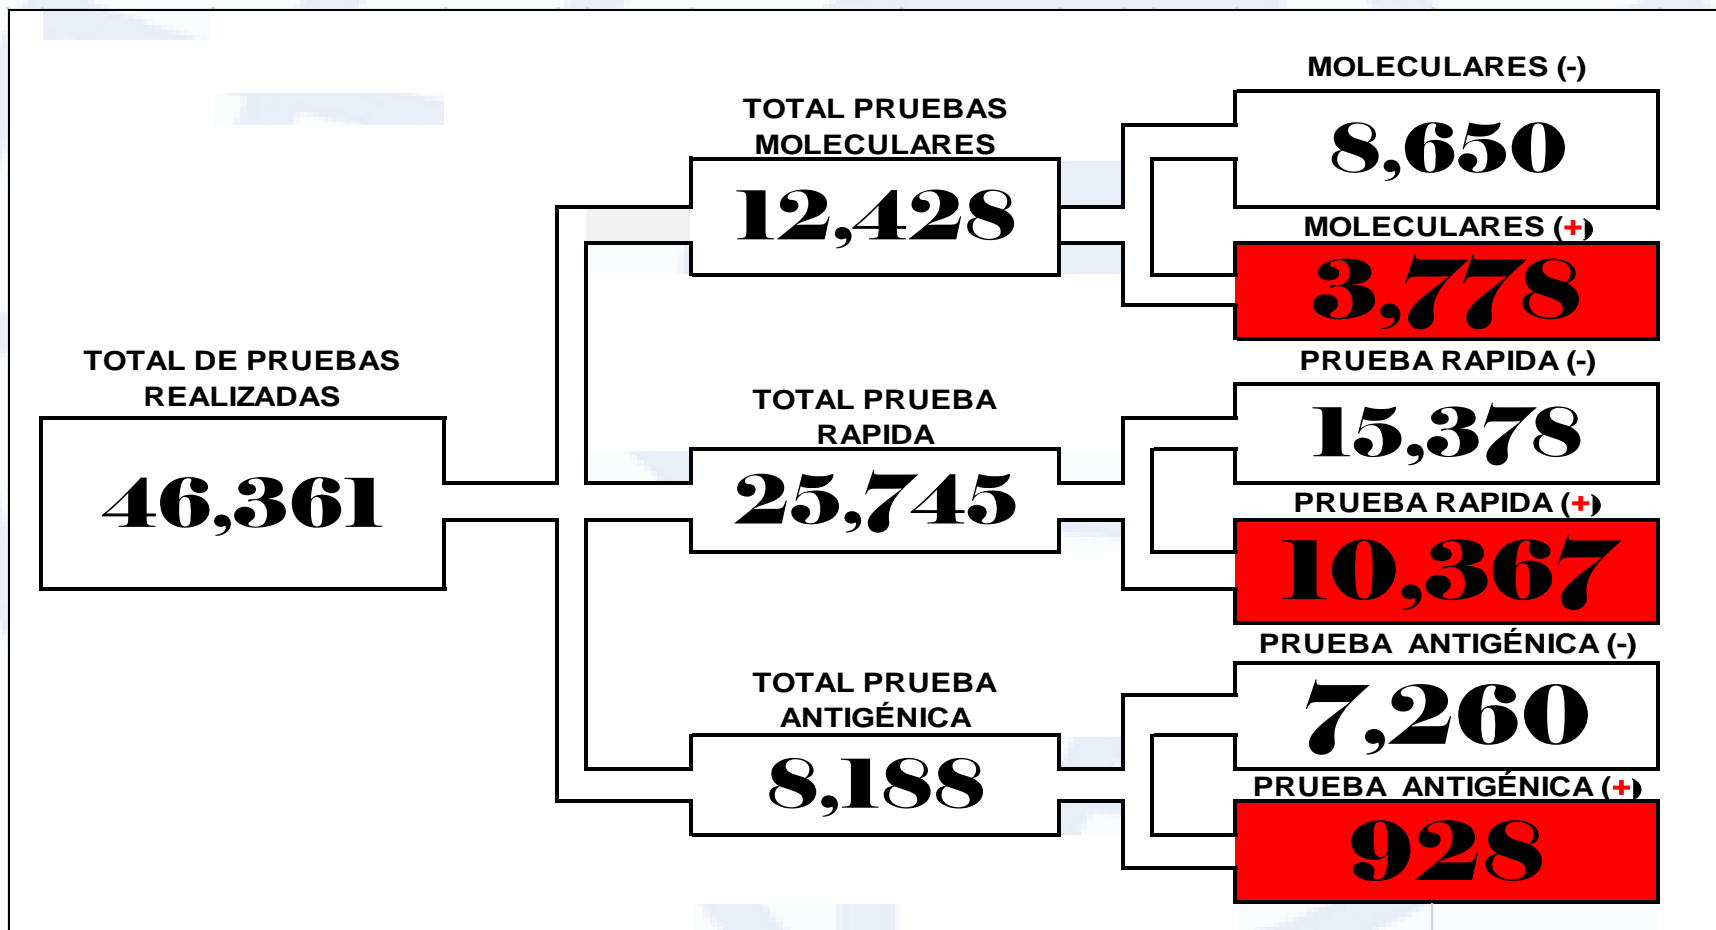 TOTAL DE PRUEBAS
REALIZADAS
46,361
TOTAL PRUEBAS
MOLECULARES
12,428
MOLECULARES (-)
8,650
MOLECULARES (+)
3,778
TOTAL PRUEBA
RAPIDA
25,745
PRUEBA RAPIDA (-)
15,378
PRUEBA RAPIDA (+)
10,367
TOTAL PRUEBA
ANTIGÉNICA
8,188
PRUEBA ANTIGÉNICA (-)
7,260
PRUEBA ANTIGÉNICA (+)
928